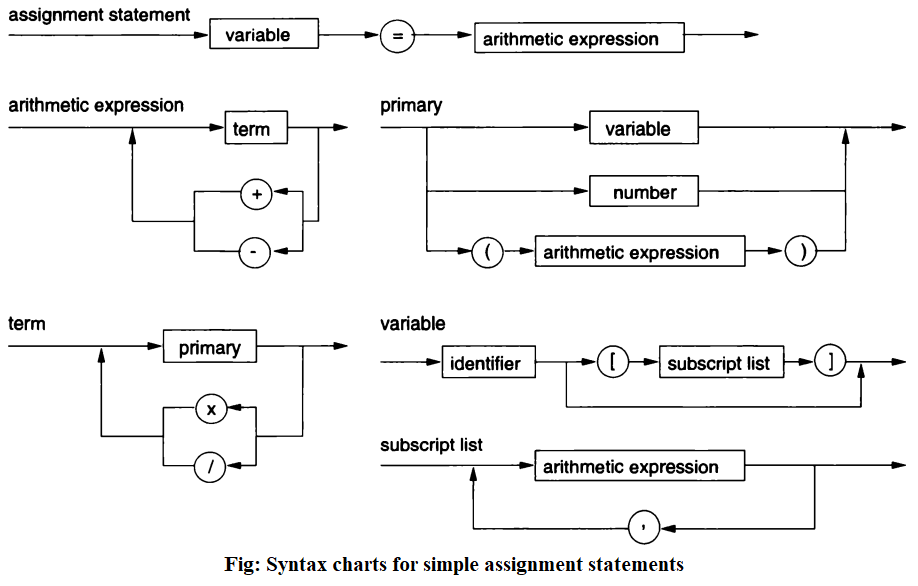 assignment statement
variable = arithmetic expression
arithmetic expression
term
+
-
primary
variable
number
( arithmetic expression )
term
primary
x
/
variable
identifier [ subscript list ]
subscript list
arithmetic expression
,
Fig: Syntax charts for simple assignment statements